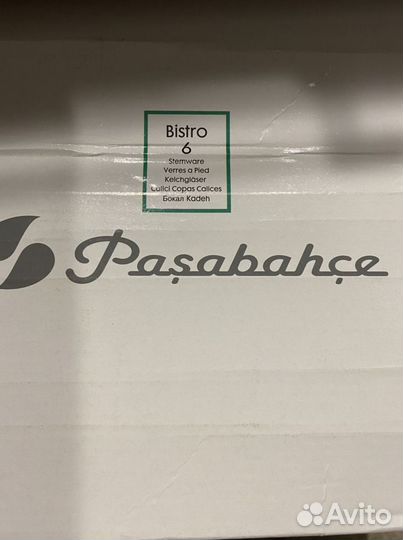 Bistro
6
Stemware
Verres a Pied
Kelchgläser
Calici Copas Calices
Бокал Kadeh
Paşabahçe
Avito